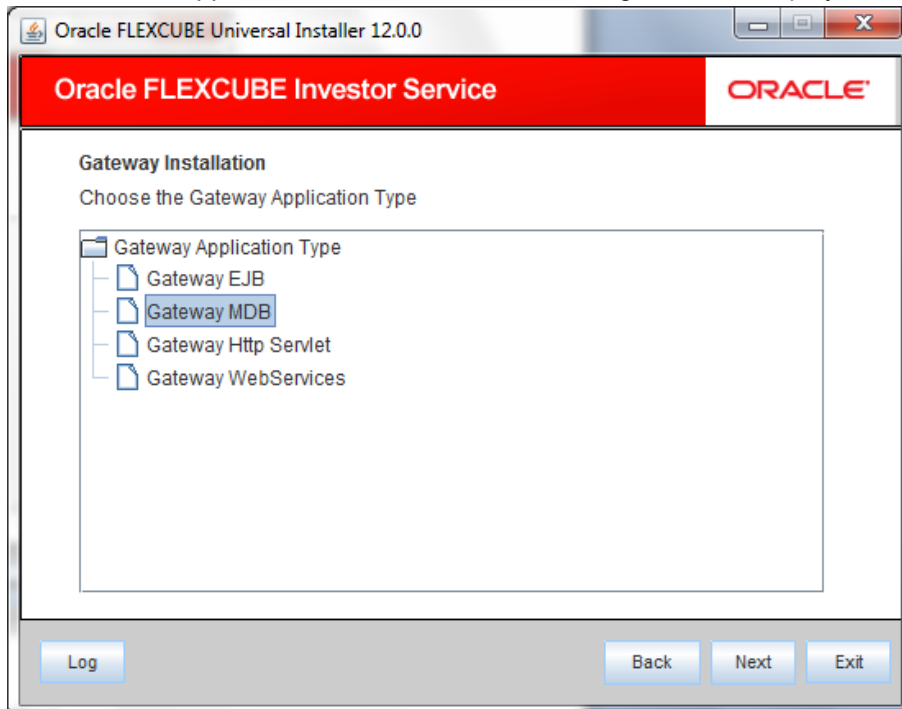 Oracle FLEXCUBE Universal Installer 12.0.0
Oracle FLEXCUBE Investor Service
ORACLE
Gateway Installation
Choose the Gateway Application Type
Gateway Application Type
Gateway EJB
Gateway MDB
Gateway Http Servlet
Gateway WebServices
Log
Back
Next
Exit